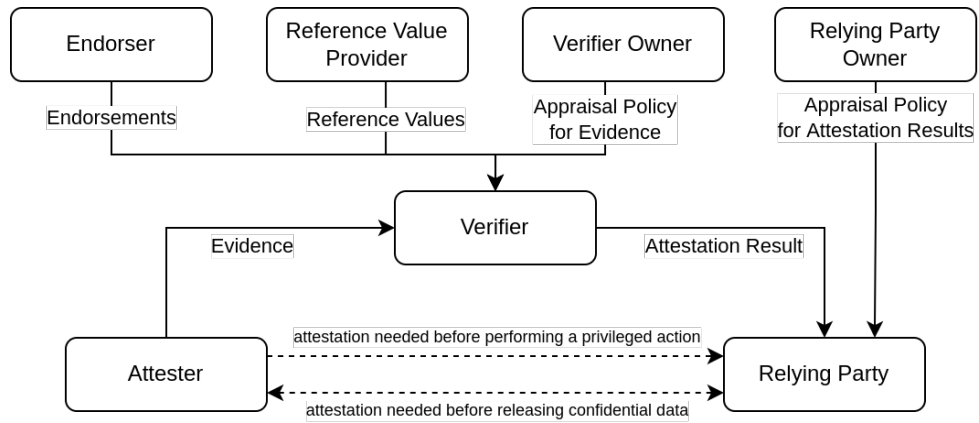 Endorser
Reference Value
Provider
Verifier Owner
Relying Party
Owner
Endorsements
Reference Values
Appraisal Policy
for Evidence
Appraisal Policy
for Attestation Results
Verifier
Evidence
Attestation Result
attestation needed before performing a privileged action
Attester
Relying Party
attestation needed before releasing confidential data